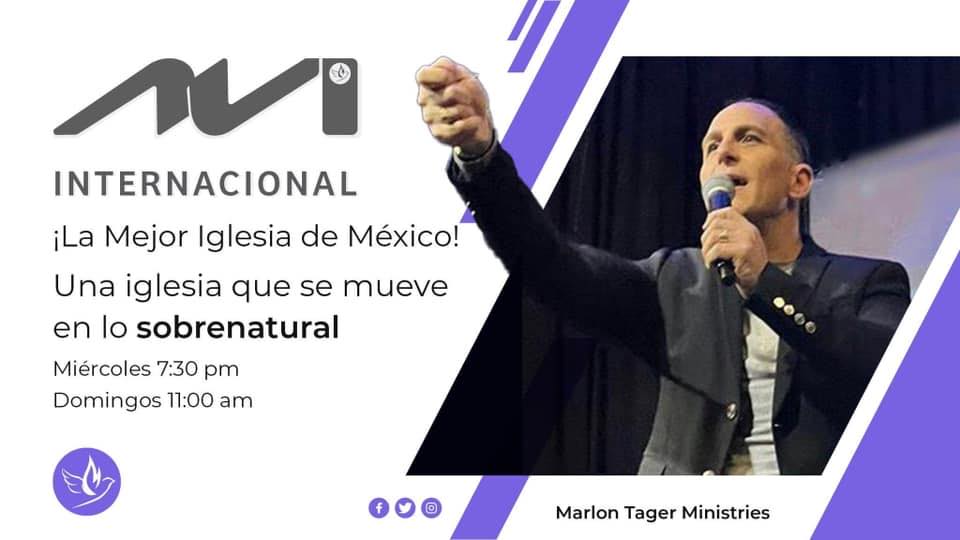 AVI
INTERNACIONAL
¡La Mejor Iglesia de México!
Una iglesia que se mueve
en lo sobrenatural
Miércoles 7:30 pm
Domingos 11:00 am
Marlon Tager Ministries